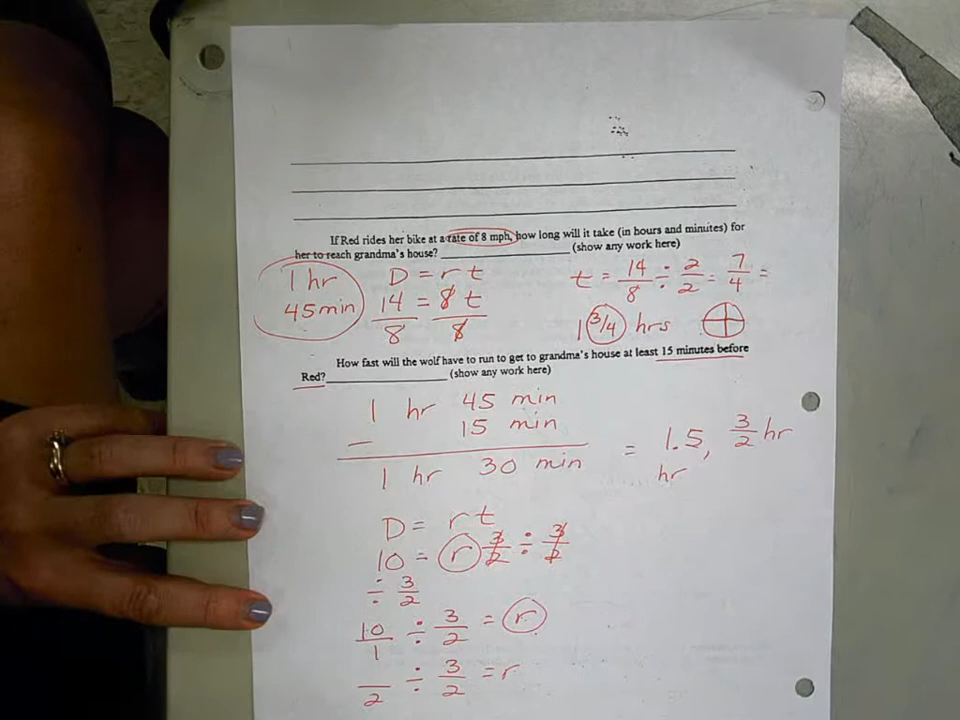 If Red rides her bike at a rate of 8 mph, how long will it take (in hours and minutes) for
her to reach grandma's house? ____________ (show any work here)
1 hr D = r t t = 14/8 ÷ 2/2 = 7/4 =
45 min 14/8 = 8t/8
1 3/4 hrs
How fast will the wolf have to run to get to grandma's house at least 15 minutes before
Red? ____________ (show any work here)
1 hr 45 min
- 15 min
1 hr 30 min = 1.5, 3/2 hr
hr
D = r t
10 = r 3/2 ÷ 3/2
÷ 3/2
10/1 ÷ 3/2 = r
/2 ÷ 3/2 = r